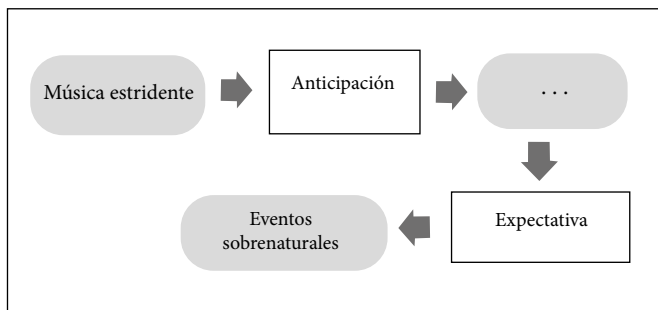 Música estridente
Anticipación
. . .
Expectativa
Eventos
sobrenaturales